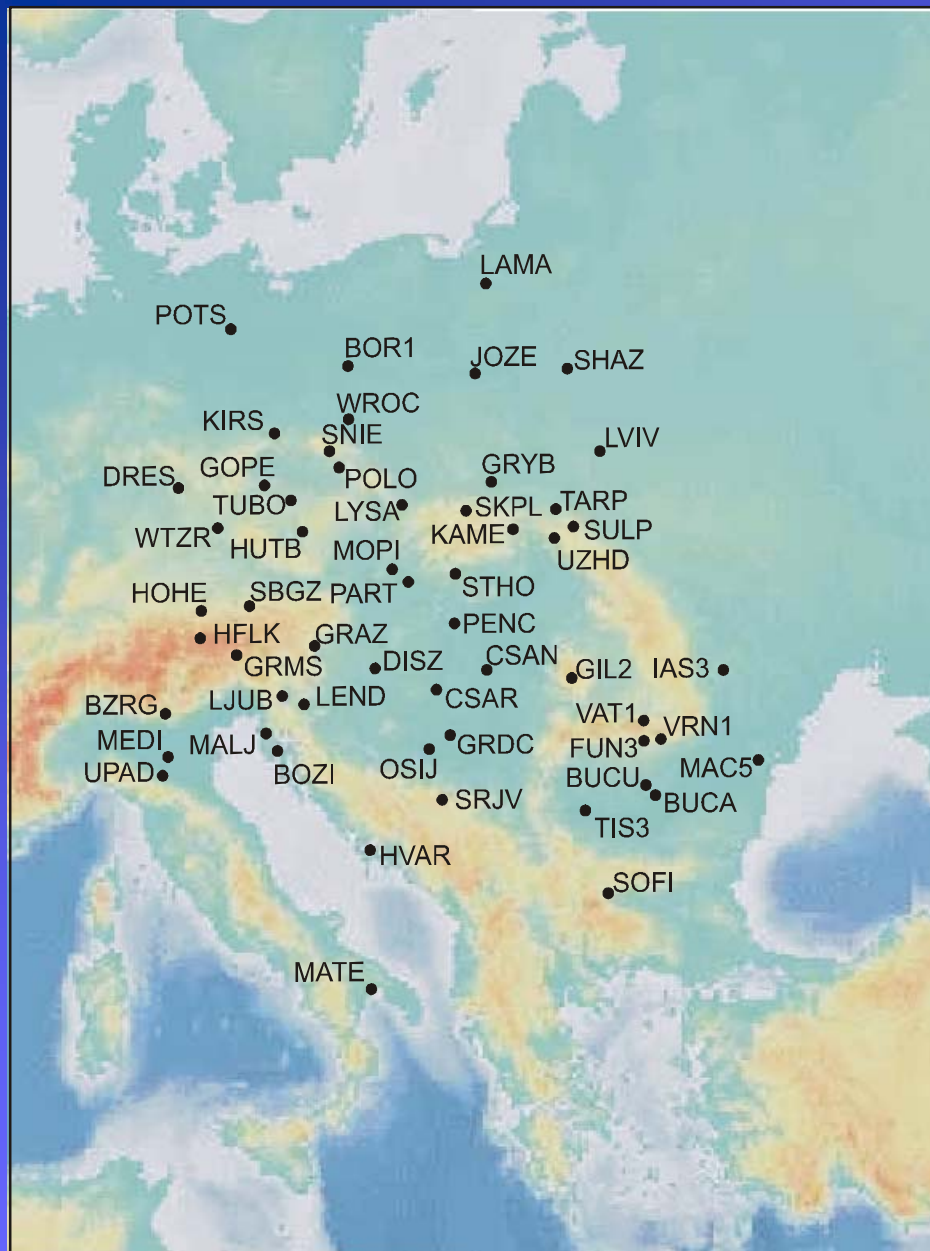 LAMA
POTS
BOR1
JOZE
SHAZ
WROC
KIRS
SNIE
LVIV
GOPE
POLO
GRYB
DRES
TUBO
LYSA
SKPL
TARP
WTZR
HUTB
KAME
SULP
MOPI
UZHD
HOHE
SBGZ
PART
STHO
HFLK
GRAZ
PENC
GRMS
DISZ
CSAN
GIL2
IAS3
BZRG
LJUB
LEND
CSAR
VAT1
VRN1
MEDI
MALJ
GRDC
FUN3
UPAD
BOZI
OSIJ
BUCU
MAC5
SRJV
BUCA
TIS3
HVAR
SOFI
MATE